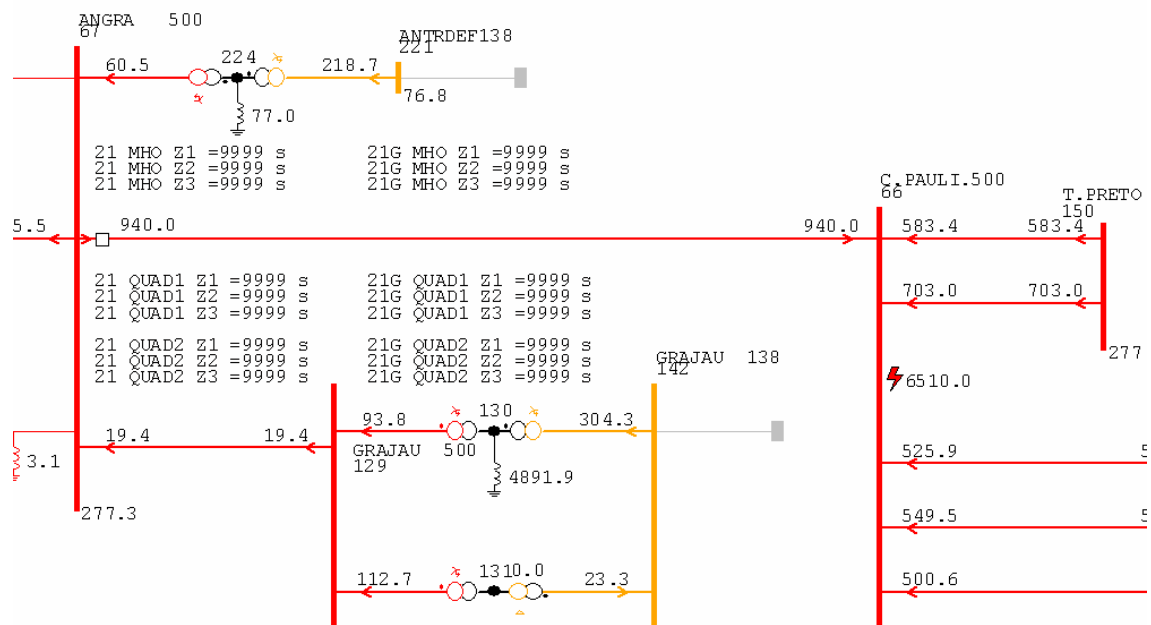 ANGRA 500
67
60.5
224
218.7
ANTRDEF138
221
76.8
77.0
21 MHO Z1 =9999 s
21 MHO Z2 =9999 s
21 MHO Z3 =9999 s
21G MHO Z1 =9999 s
21G MHO Z2 =9999 s
21G MHO Z3 =9999 s
C.PAULI.500
66
T.PRETO
150
5.5
940.0
940.0
583.4
583.4
703.0
703.0
277
21 QUAD1 Z1 =9999 s
21 QUAD1 Z2 =9999 s
21 QUAD1 Z3 =9999 s
21G QUAD1 Z1 =9999 s
21G QUAD1 Z2 =9999 s
21G QUAD1 Z3 =9999 s
21 QUAD2 Z1 =9999 s
21 QUAD2 Z2 =9999 s
21 QUAD2 Z3 =9999 s
21G QUAD2 Z1 =9999 s
21G QUAD2 Z2 =9999 s
21G QUAD2 Z3 =9999 s
GRAJAU 138
142
6510.0
93.8
130
304.3
19.4
19.4
GRAJAU 500
129
4891.9
3.1
277.3
525.9
5
549.5
5
112.7
131
0.0
23.3
500.6